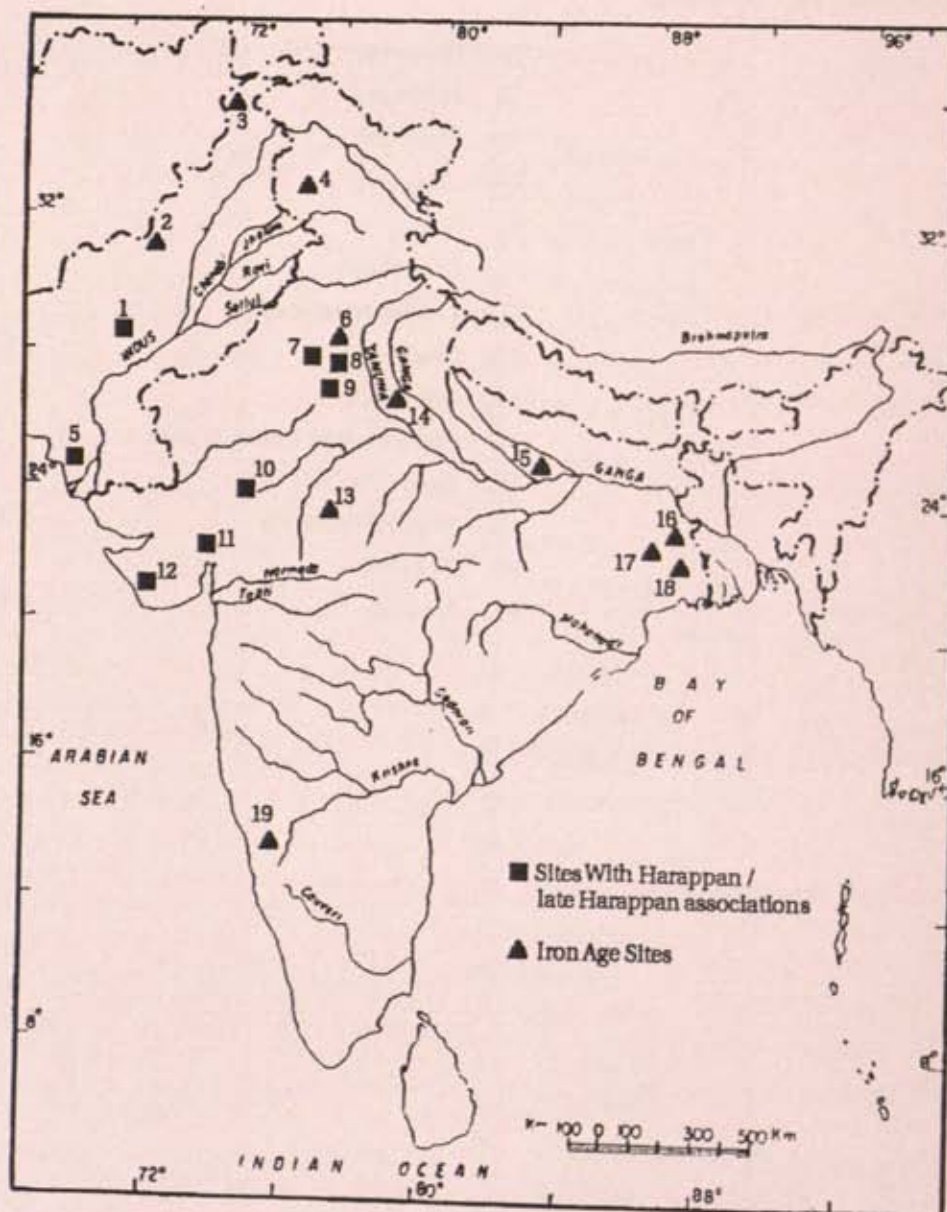 72° 80° 88° 96°
3
4
32°
2
32°
Jhelum
Chenab
Ravi
1
Sutluj
INDUS
6
7
8
Brahmaputra
YAMUNA
GANGA
9
14
5
15
GANGA
24°
10
24°
13
16
11
17
12
Narmada
18
Tapti
Mahanadi
Godavari
BAY
OF
BENGAL
16°
ARABIAN
SEA
Krishna
16°
19
Sites With Harappan /
late Harappan associations
Cauveri
Iron Age Sites
8°
8°
Km 100 0 100 300 500 Km
INDIAN OCEAN
72° 80° 88°